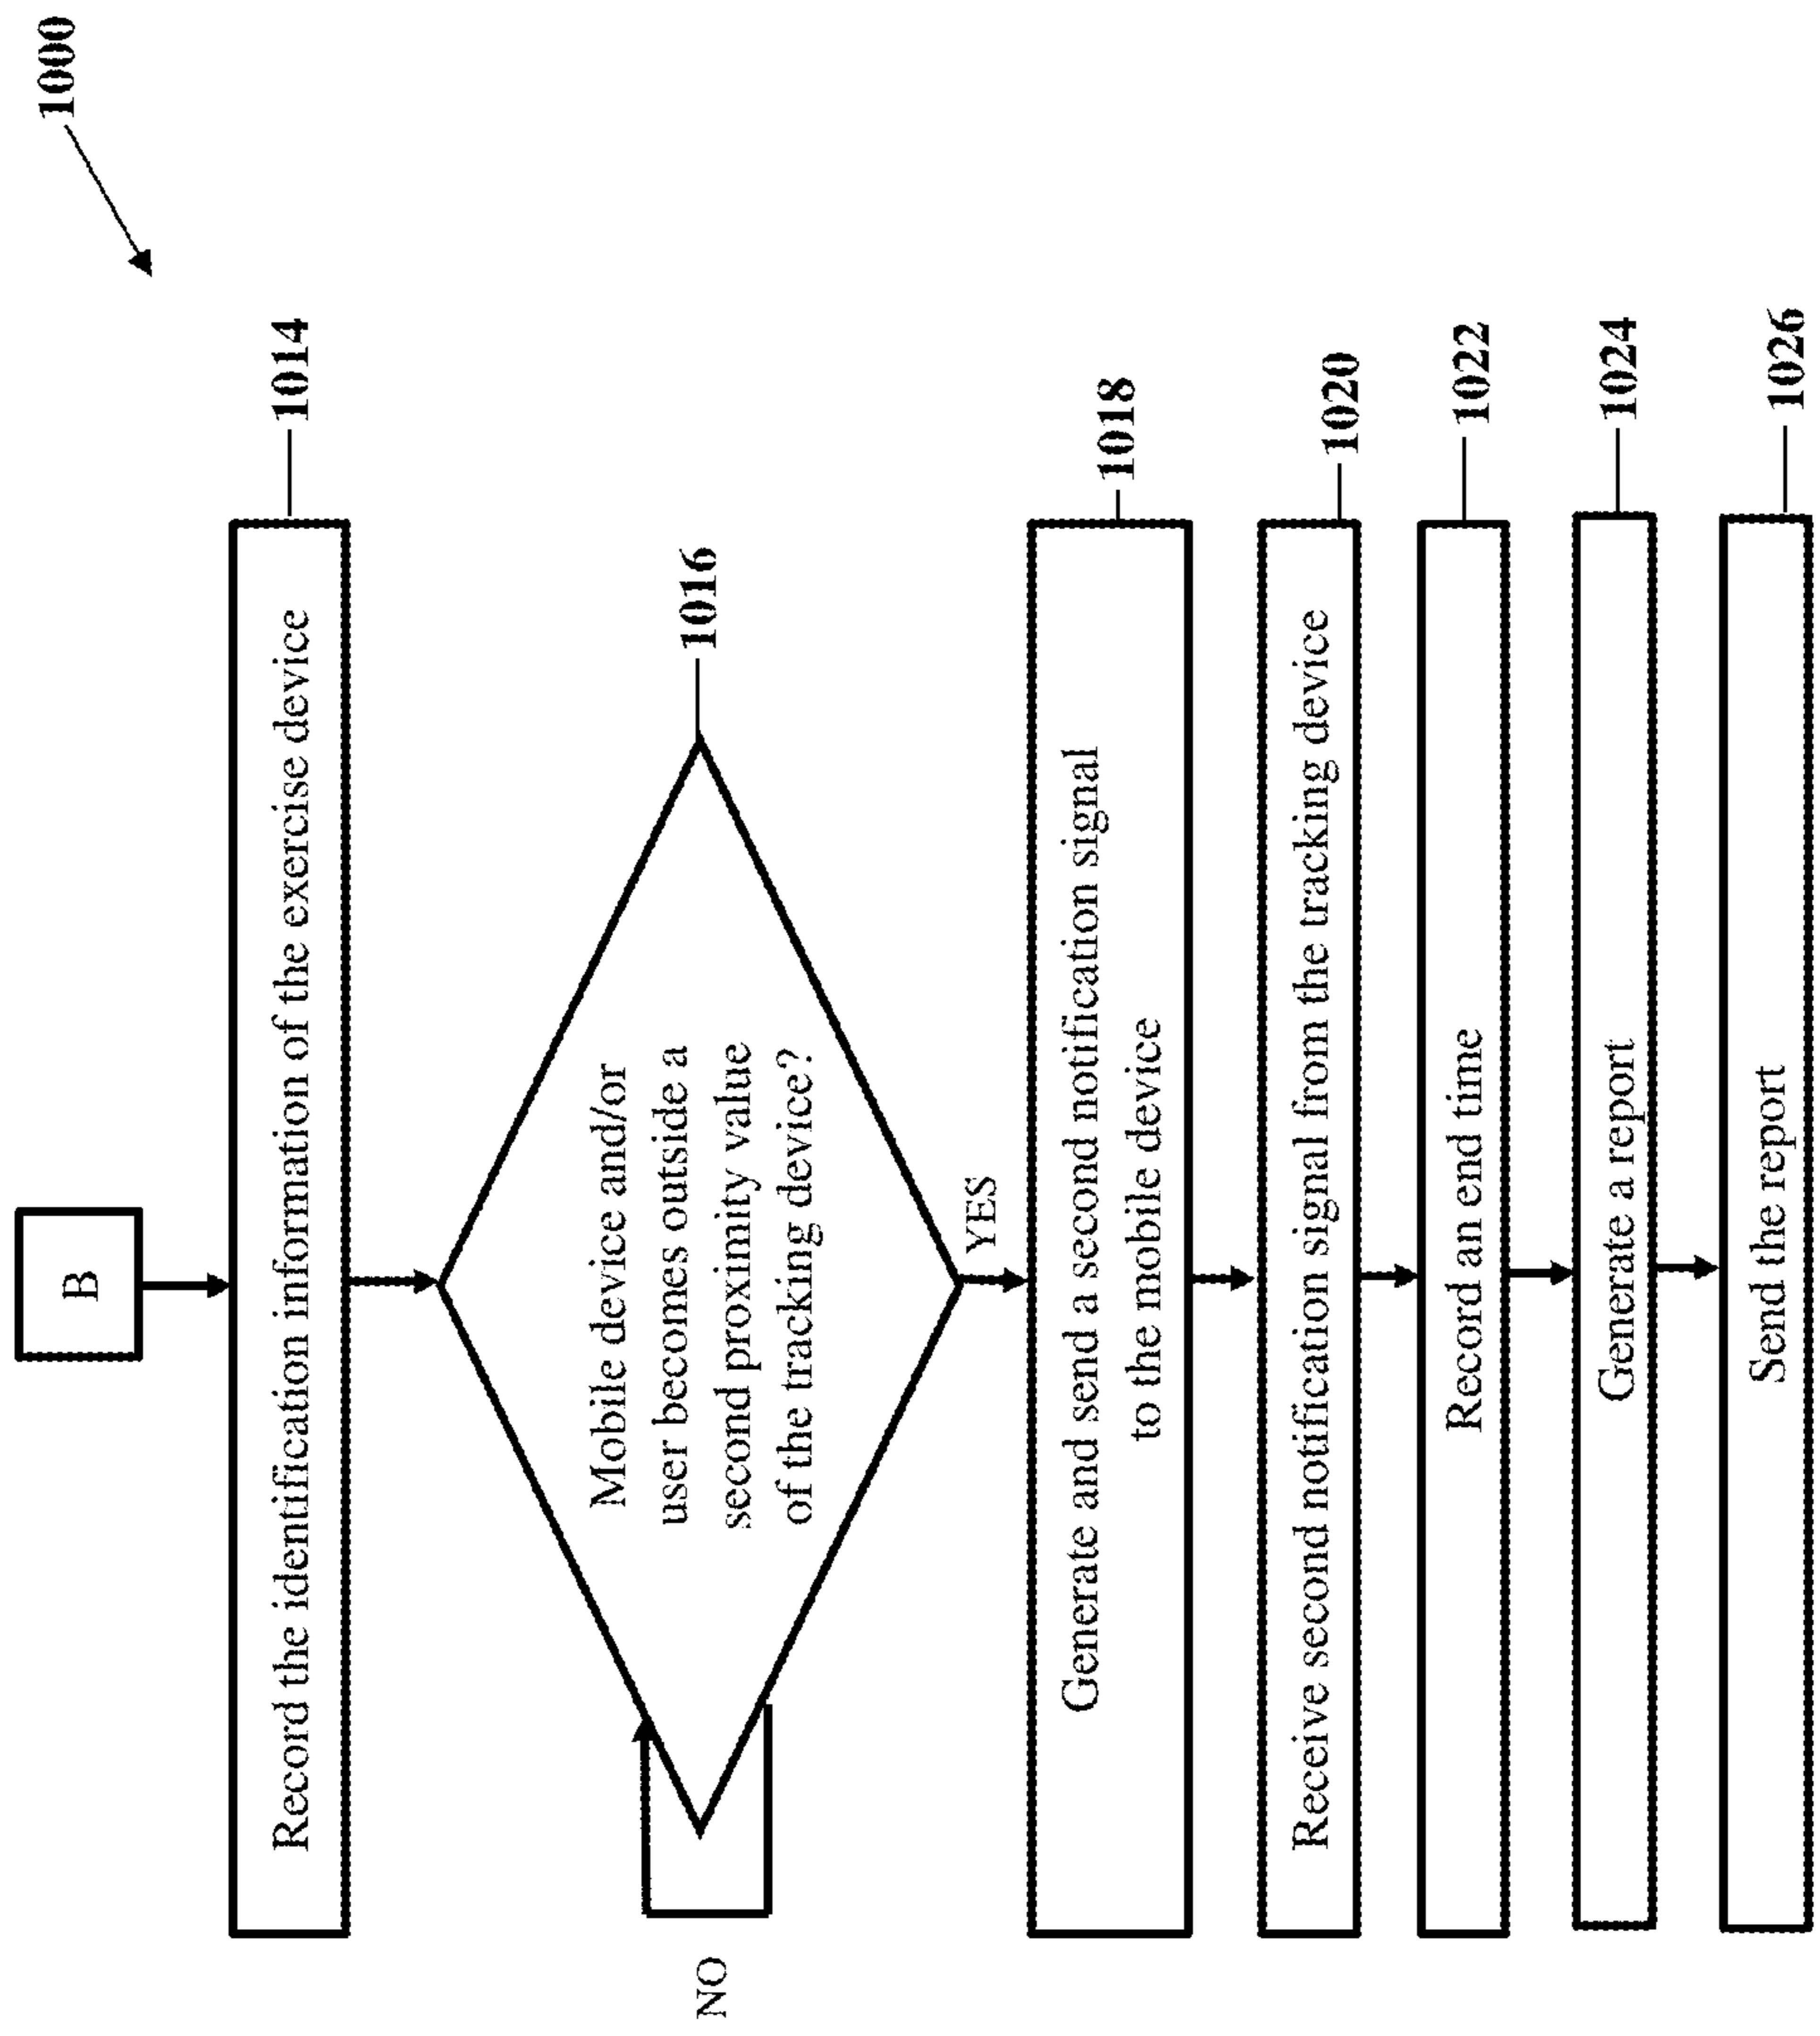 1000
B
Record the identification information of the exercise device
1014
Mobile device and/or
user becomes outside a
second proximity value
of the tracking device?
1016
NO
YES
Generate and send a second notification signal
to the mobile device
1018
Receive second notification signal from the tracking device
1020
Record an end time
1022
Generate a report
1024
Send the report
1026